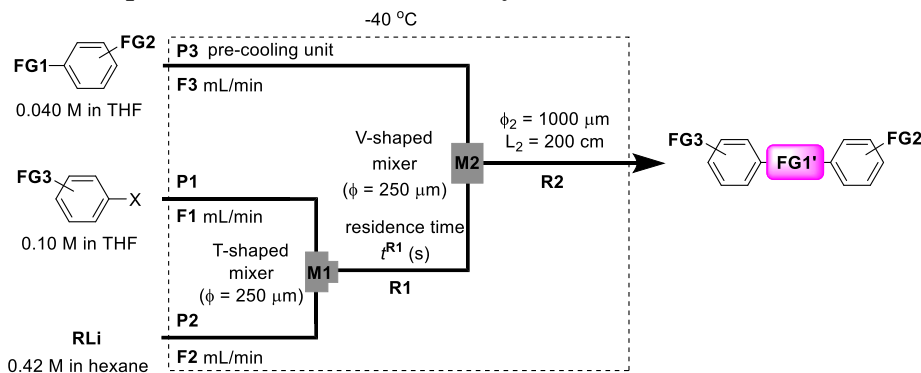 -40 °C
FG2
FG1
0.040 M in THF
P3 pre-cooling unit
F3 mL/min
FG3
X
0.10 M in THF
P1
F1 mL/min
T-shaped
mixer
(ϕ = 250 μm)
M1
V-shaped
mixer
(ϕ = 250 μm)
M2
residence time
tᴿ¹ (s)
R1
ϕ₂ = 1000 μm
L₂ = 200 cm
R2
FG3
FG1'
FG2
RLi
0.42 M in hexane
P2
F2 mL/min